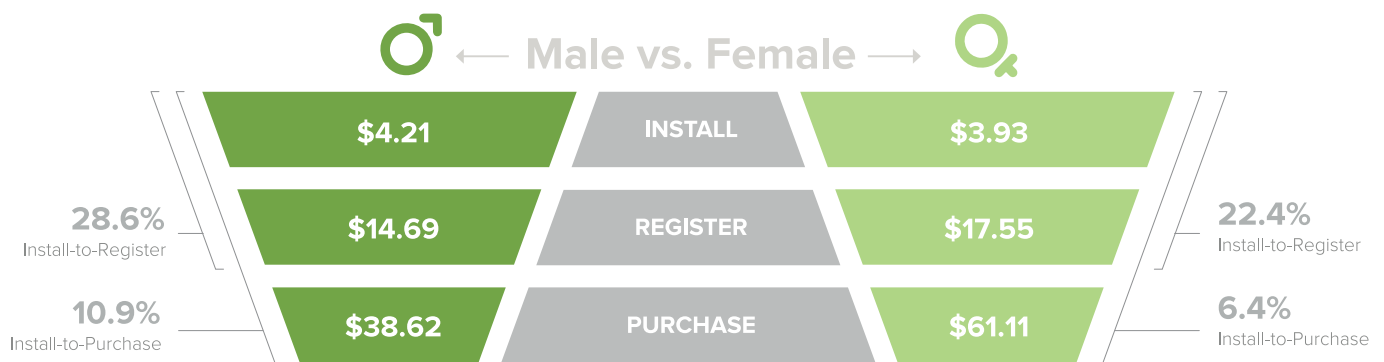 Male vs. Female
$4.21
INSTALL
$3.93
28.6%
Install-to-Register
$14.69
REGISTER
$17.55
22.4%
Install-to-Register
10.9%
Install-to-Purchase
$38.62
PURCHASE
$61.11
6.4%
Install-to-Purchase